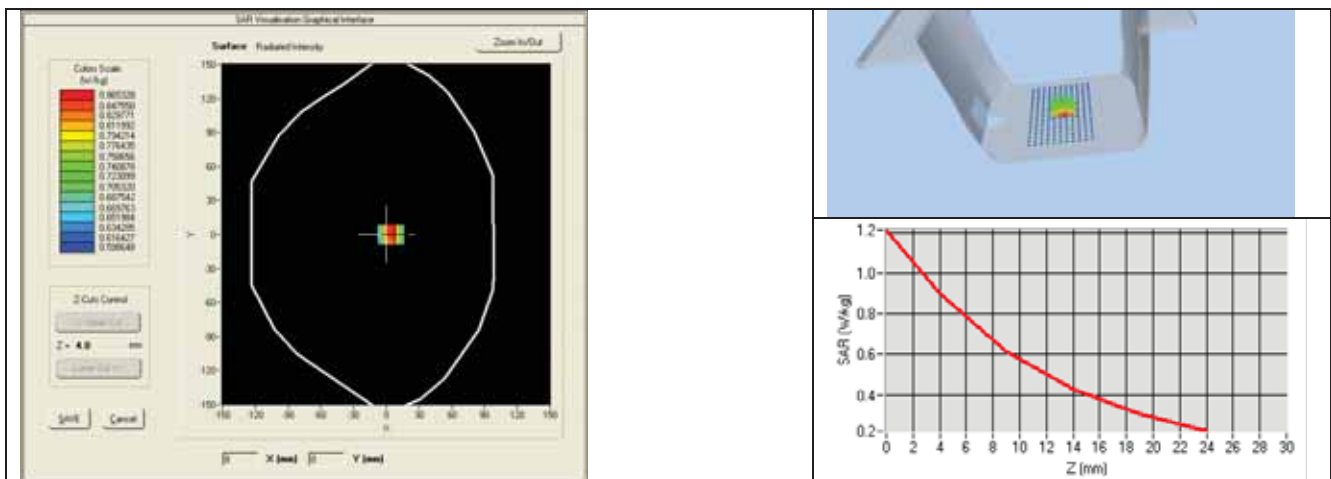 SAR Visualisation Graphical Interface
Surface Radiated Intensity
Zoom In/Out
Colors Scale
(W/kg)
0.865328
0.847550
0.829771
0.811992
0.794214
0.776435
0.758656
0.740878
0.723099
0.705320
0.687542
0.669763
0.651984
0.634206
0.616427
0.598648
150
120
90
60
30
0
30
60
90
120
150
Y
-150 -120 -90 -60 -30 0 30 60 90 120 150
X
Z Cuts Control
Z = 4.0 mm
SAVE Cancel
X (mm) Y (mm)
1.2
1.0
0.8
0.6
0.4
0.2
SAR (W/kg)
0 2 4 6 8 10 12 14 16 18 20 22 24 26 28 30
Z (mm)